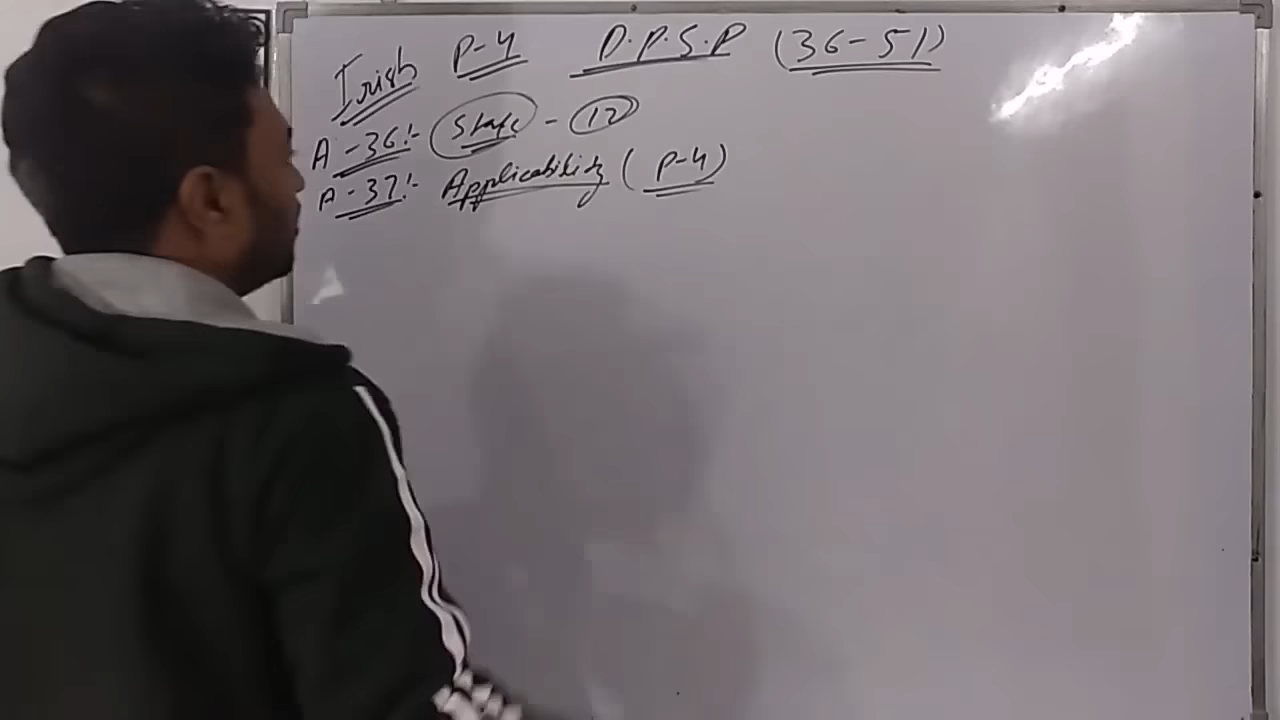 Irish P-4 D.P.S.P (36-51)
A-36:- State - 12
A-37:- Applicability (P-4)